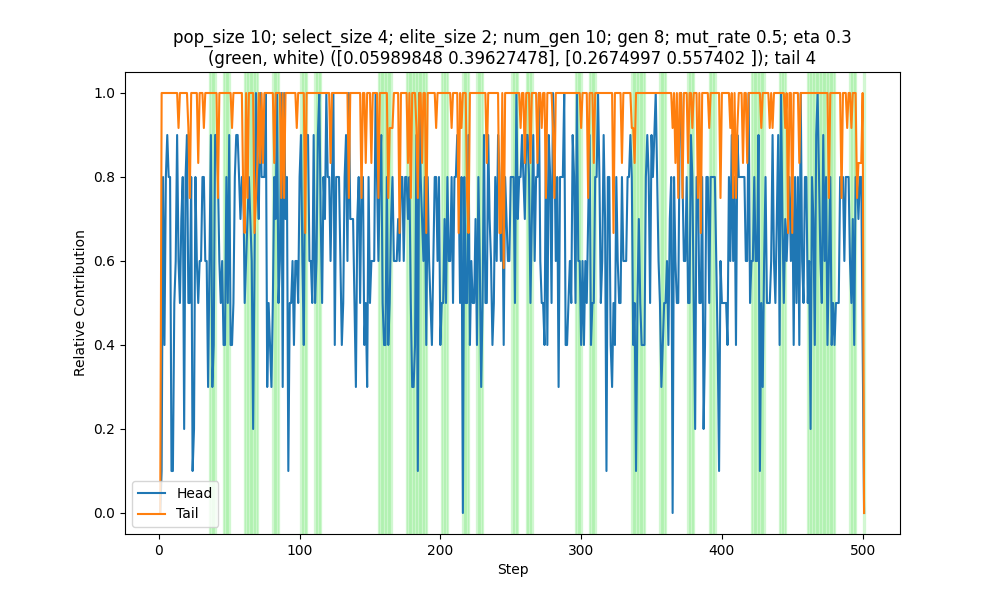 pop_size 10; select_size 4; elite_size 2; num_gen 10; gen 8; mut_rate 0.5; eta 0.3
(green, white) ([0.05989848 0.39627478], [0.2674997 0.557402 ]); tail 4
1.0
0.8
0.6
0.4
0.2
0.0
Relative Contribution
Head
Tail
0
100
200
300
400
500
Step